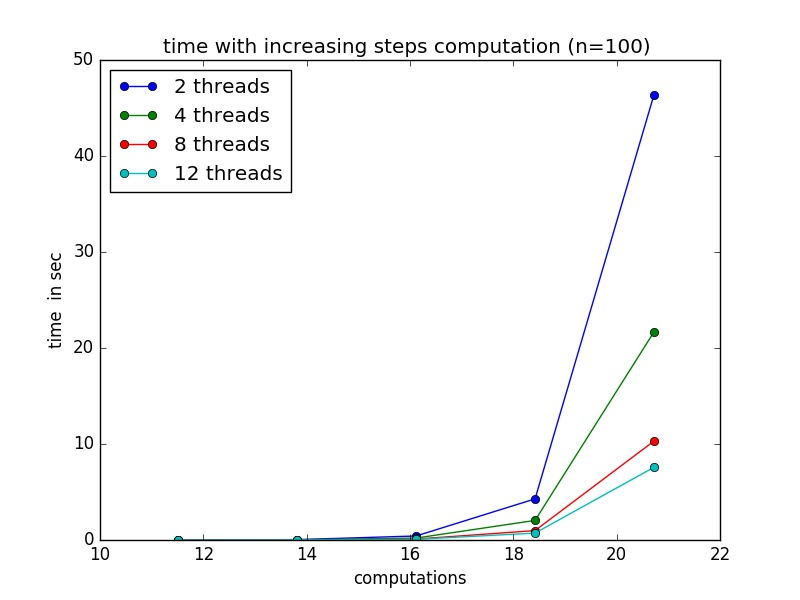 time with increasing steps computation (n=100)
50
40
30
20
10
0
time  in sec
2 threads
4 threads
8 threads
12 threads
10 12 14 16 18 20 22
computations